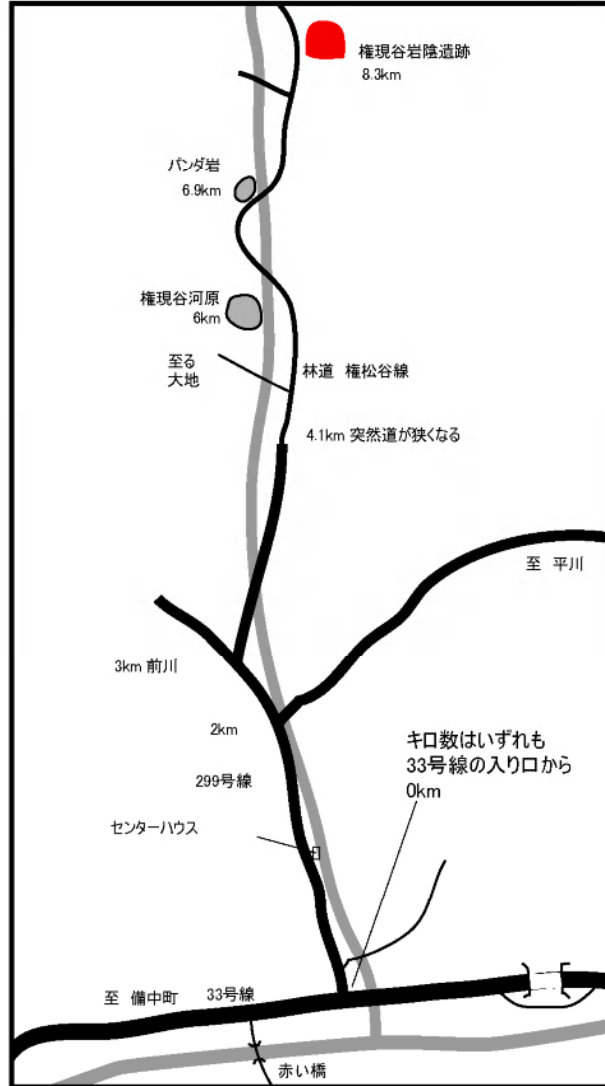 権現谷岩陰遺跡
8.3km
パンダ岩
6.9km
権現谷河原
6km
至る
大地
林道 権松谷線
4.1km 突然道が狭くなる
至 平川
3km 前川
2km
キロ数はいずれも
33号線の入り口から
0km
299号線
センターハウス
至 備中町
33号線
赤い橋